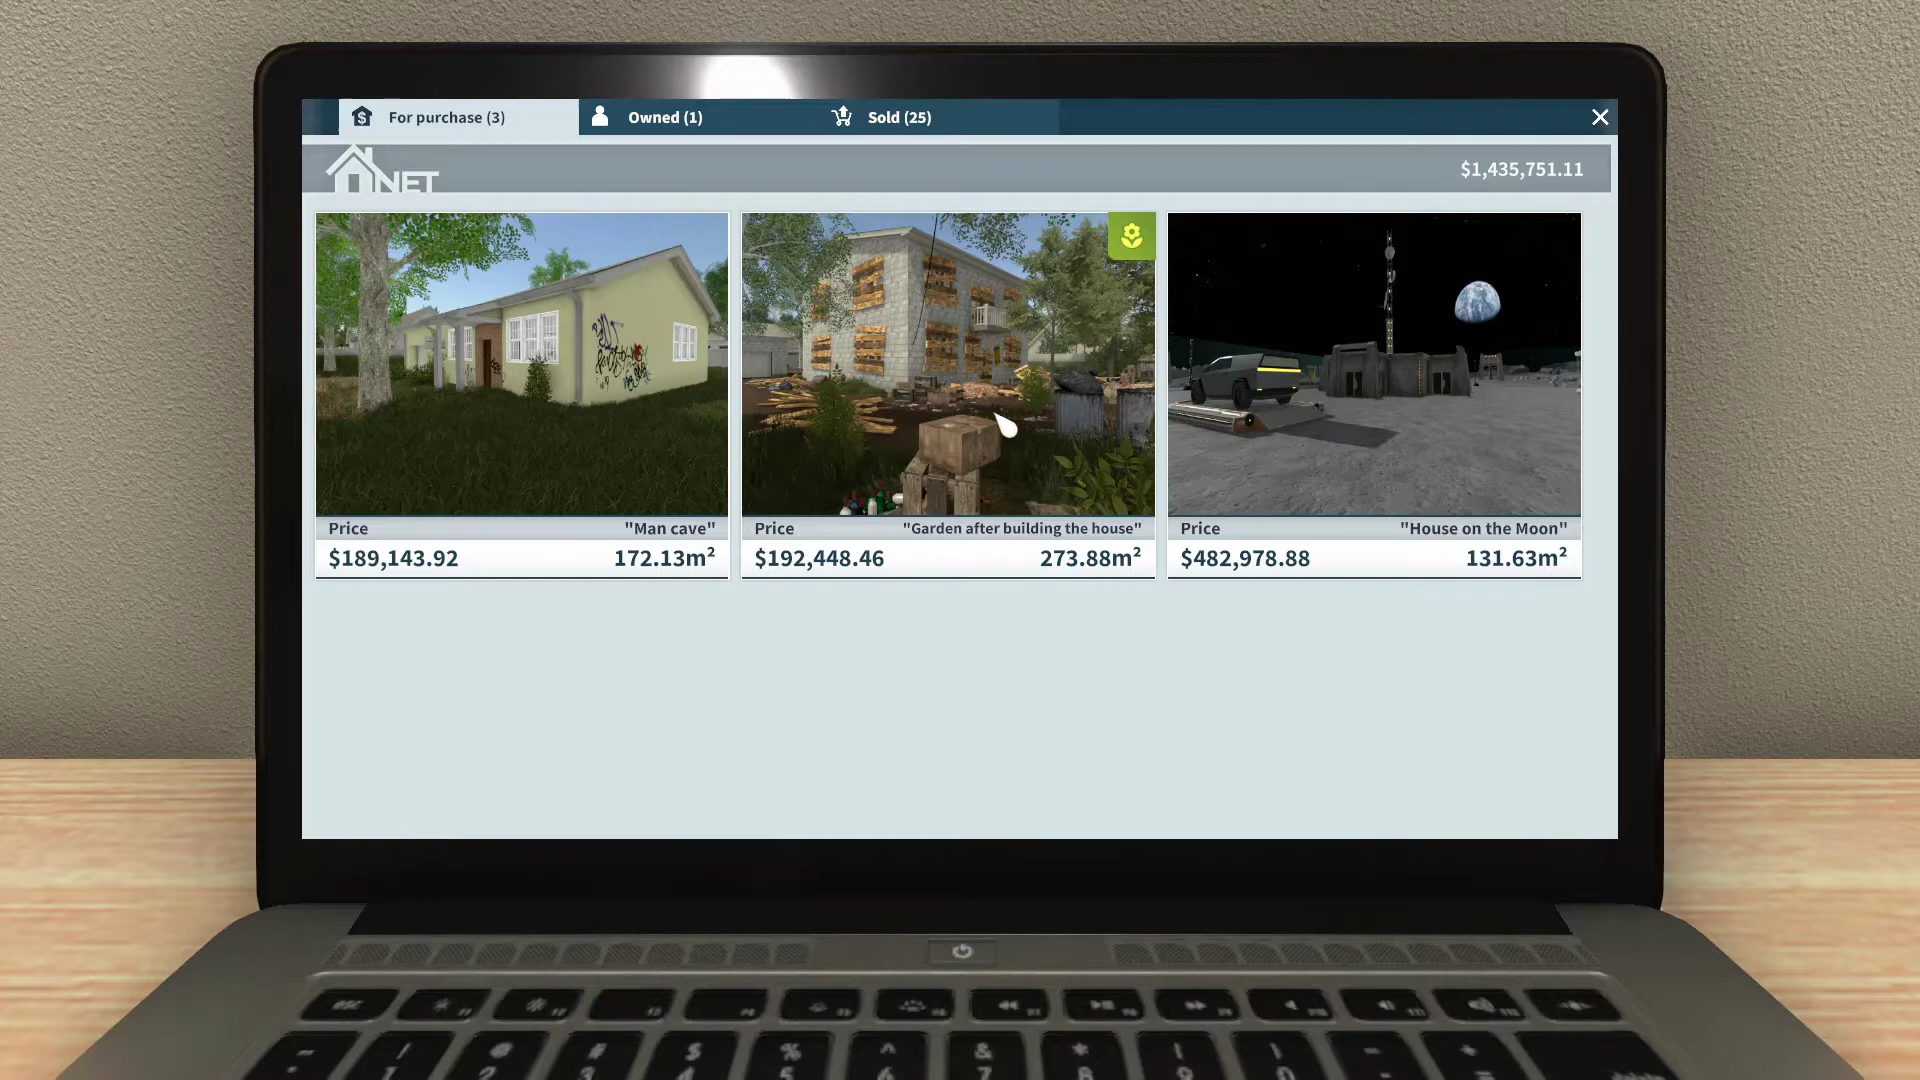 For purchase (3)
Owned (1)
Sold (25)
NET
$1,435,751.11
Price
"Man cave"
$189,143.92
172.13m²
Price
"Garden after building the house"
$192,448.46
273.88m²
Price
"House on the Moon"
$482,978.88
131.63m²
esc